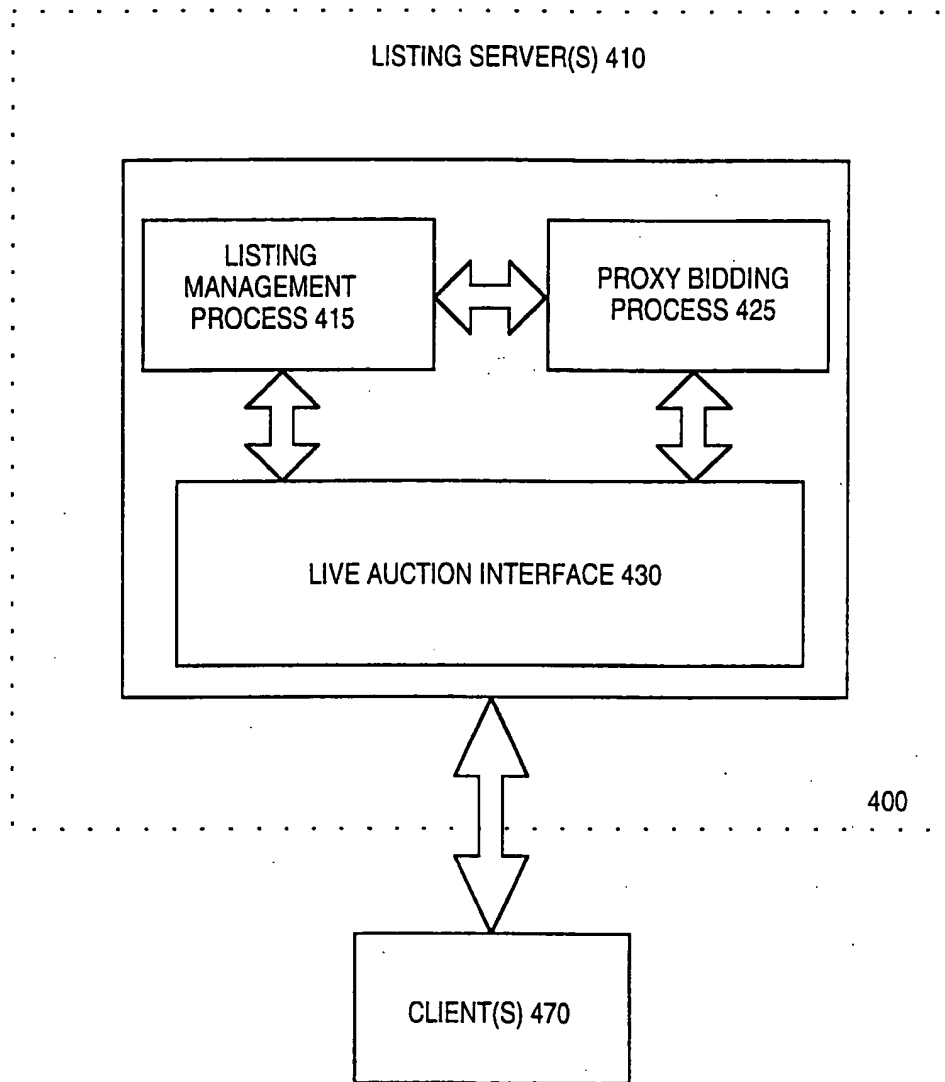 LISTING SERVER(S) 410
LISTING
MANAGEMENT
PROCESS 415
PROXY BIDDING
PROCESS 425
LIVE AUCTION INTERFACE 430
400
CLIENT(S) 470